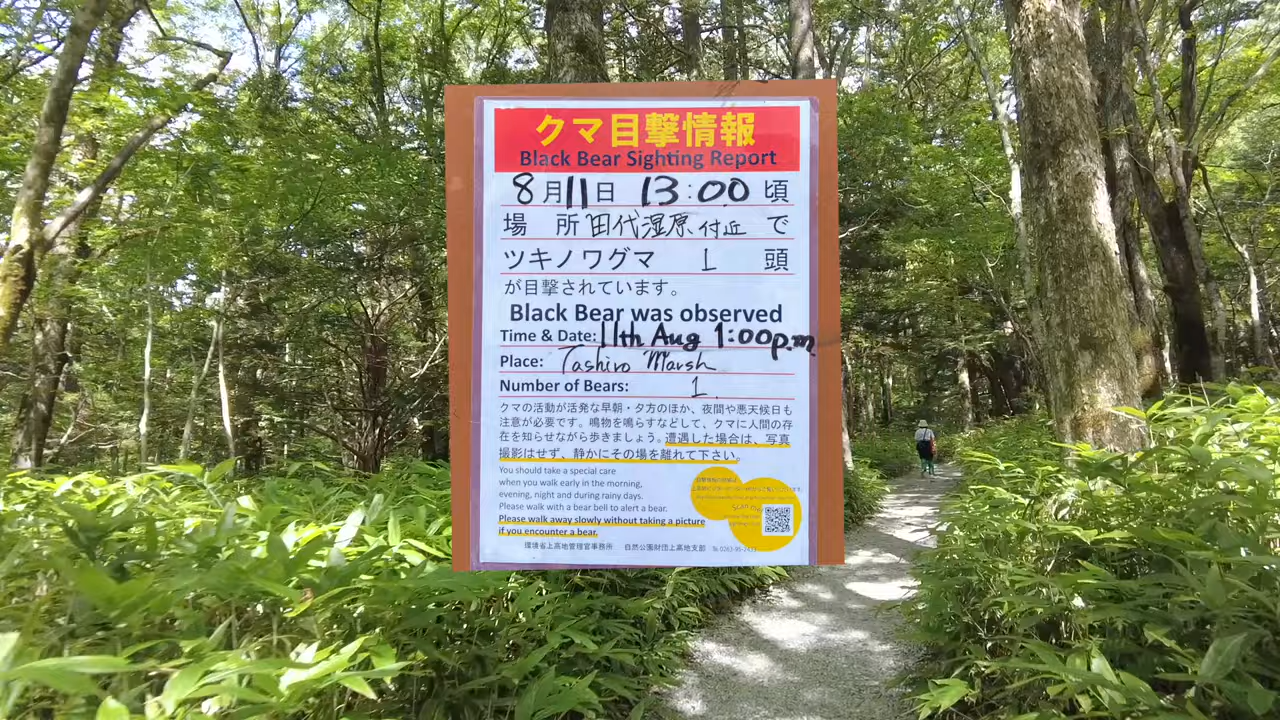 クマ目撃情報
Black Bear Sighting Report
8月11日 13:00 頃
場 所 田代湿原付近 で
ツキノワグマ 1 頭
が目撃されています。
Black Bear was observed
Time & Date: 11th Aug 1:00p.m
Place: Tashiro Marsh
Number of Bears: 1.
クマの活動が活発な早朝・夕方のほか、夜間や悪天候日も
注意が必要です。鳴物を鳴らすなどして、クマに人間の存
在を知らせながら歩きましょう。遭遇した場合は、写真
撮影はせず、静かにその場を離れて下さい。
You should take a special care
when you walk early in the morning,
evening, night and during rainy days.
Please walk with a bear bell to alert a bear.
Please walk away slowly without taking a picture
if you encounter a bear.
Scan me
環境省上高地管理官事務所 自然公園財団上高地支部